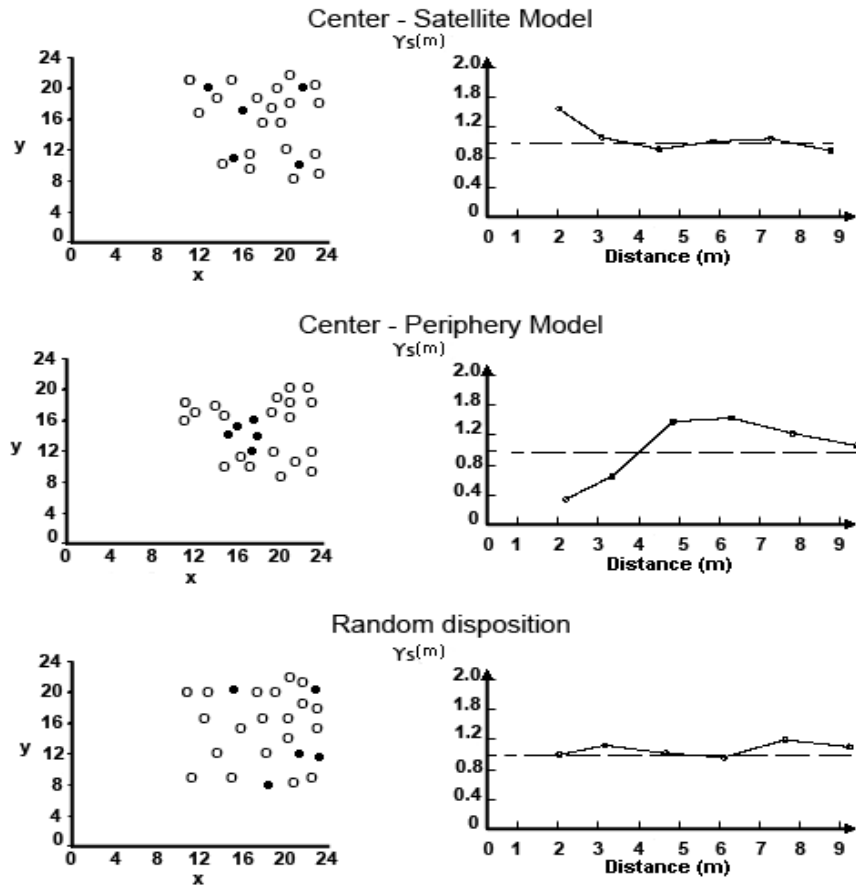 Center - Satellite Model
ϒs(m)
24
20
16
12
8
4
0
y
0 4 8 12 16 20 24
x
2.0
1.8
1.2
0.8
0.4
0
0 1 2 3 4 5 6 7 8 9
Distance (m)
Center - Periphery Model
ϒs(m)
24
20
16
12
8
4
0
y
0 4 8 12 16 20 24
x
2.0
1.8
1.2
0.8
0.4
0
0 1 2 3 4 5 6 7 8 9
Distance (m)
Random disposition
ϒs(m)
24
20
16
12
8
4
0
y
0 4 8 12 16 20 24
x
2.0
1.8
1.2
0.8
0.4
0
0 1 2 3 4 5 6 7 8 9
Distance (m)